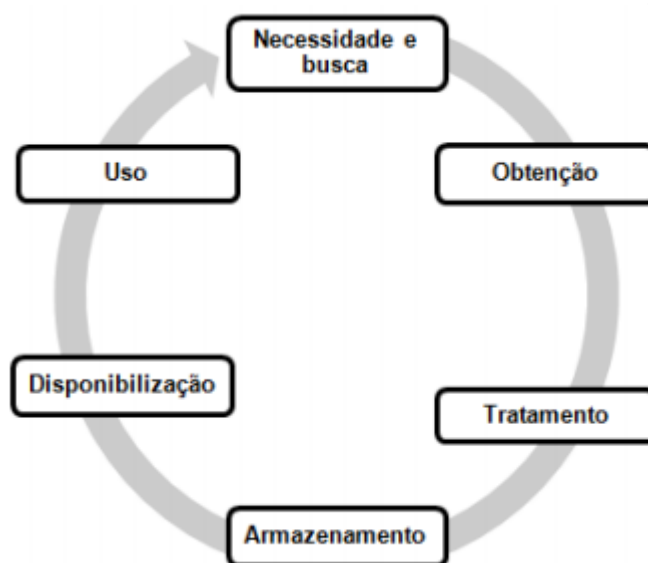 Necessidade e
busca
Uso
Obtenção
Disponibilização
Tratamento
Armazenamento